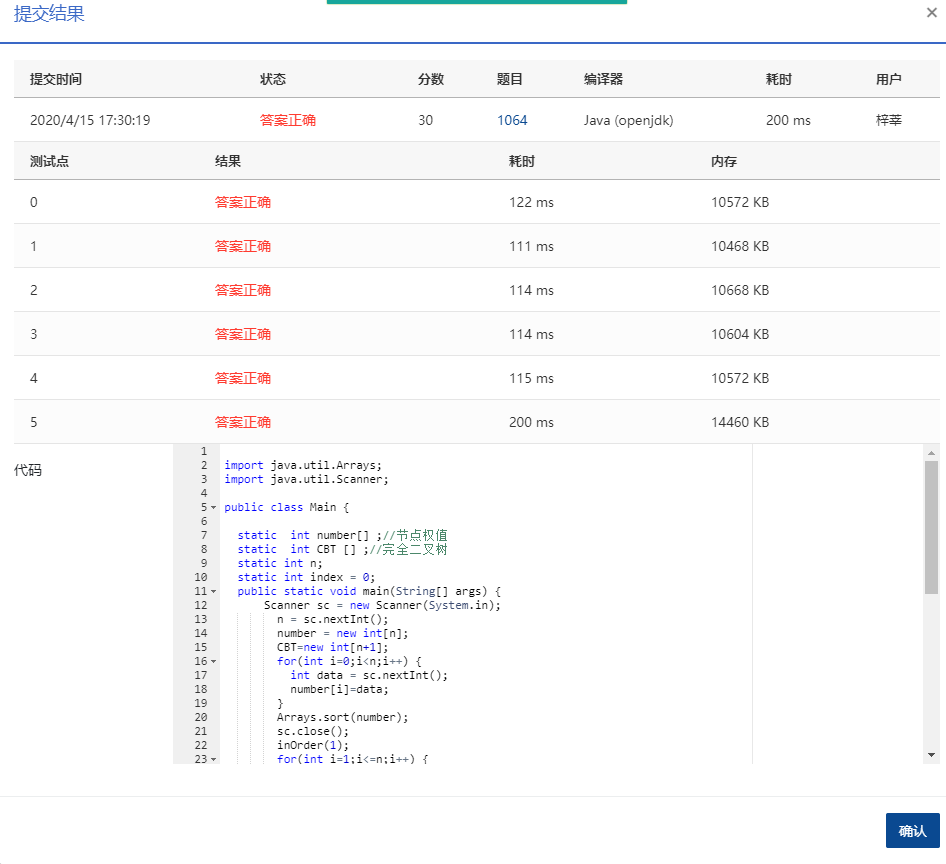 提交结果
×
提交时间 状态 分数 题目 编译器 耗时 用户
2020/4/15 17:30:19 答案正确 30 1064 Java (openjdk) 200 ms 梓莘
测试点 结果 耗时 内存
0 答案正确 122 ms 10572 KB
1 答案正确 111 ms 10468 KB
2 答案正确 114 ms 10668 KB
3 答案正确 114 ms 10604 KB
4 答案正确 115 ms 10572 KB
5 答案正确 200 ms 14460 KB
代码
1
2 import java.util.Arrays;
3 import java.util.Scanner;
4
5 public class Main {
6
7 static  int number[] ;//节点权值
8 static  int CBT [] ;//完全二叉树
9 static int n;
10 static int index = 0;
11 public static void main(String[] args) {
12 Scanner sc = new Scanner(System.in);
13 n = sc.nextInt();
14 number = new int[n];
15 CBT=new int[n+1];
16 for(int i=0;i<n;i++) {
17 int data = sc.nextInt();
18 number[i]=data;
19 }
20 Arrays.sort(number);
21 sc.close();
22 inOrder(1);
23 for(int i=1;i<=n;i++) {
确认